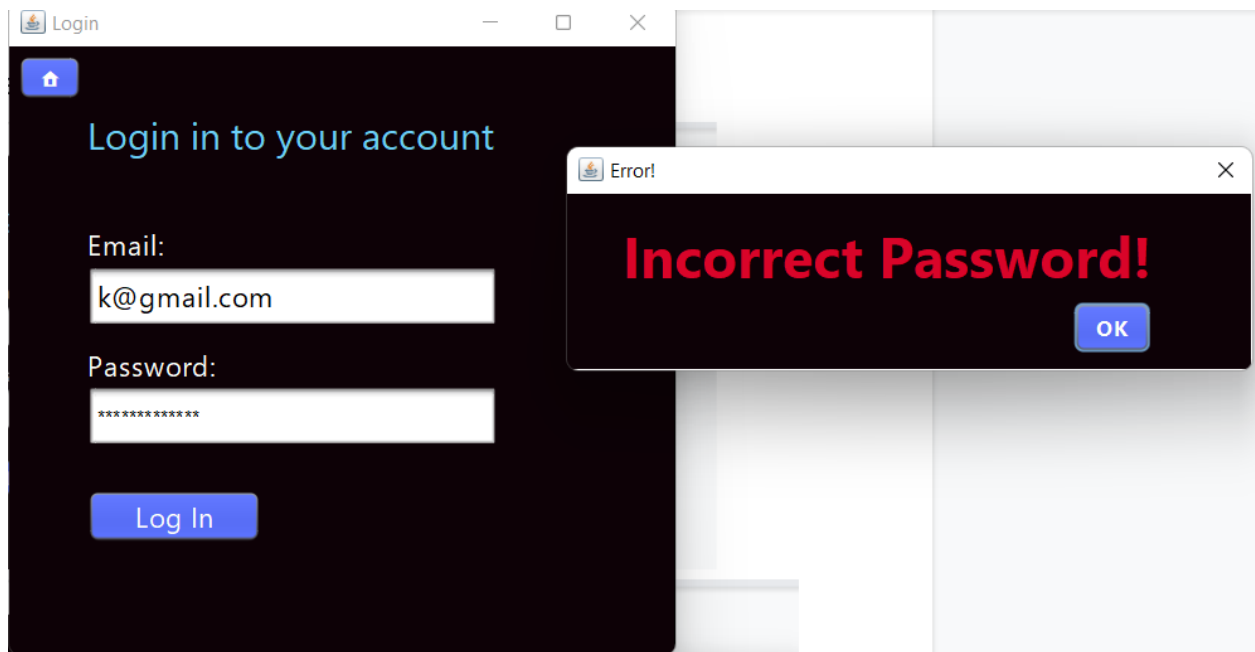 Login
Login in to your account
Email:
k@gmail.com
Password:
*************
Log In
Error!
Incorrect Password!
OK